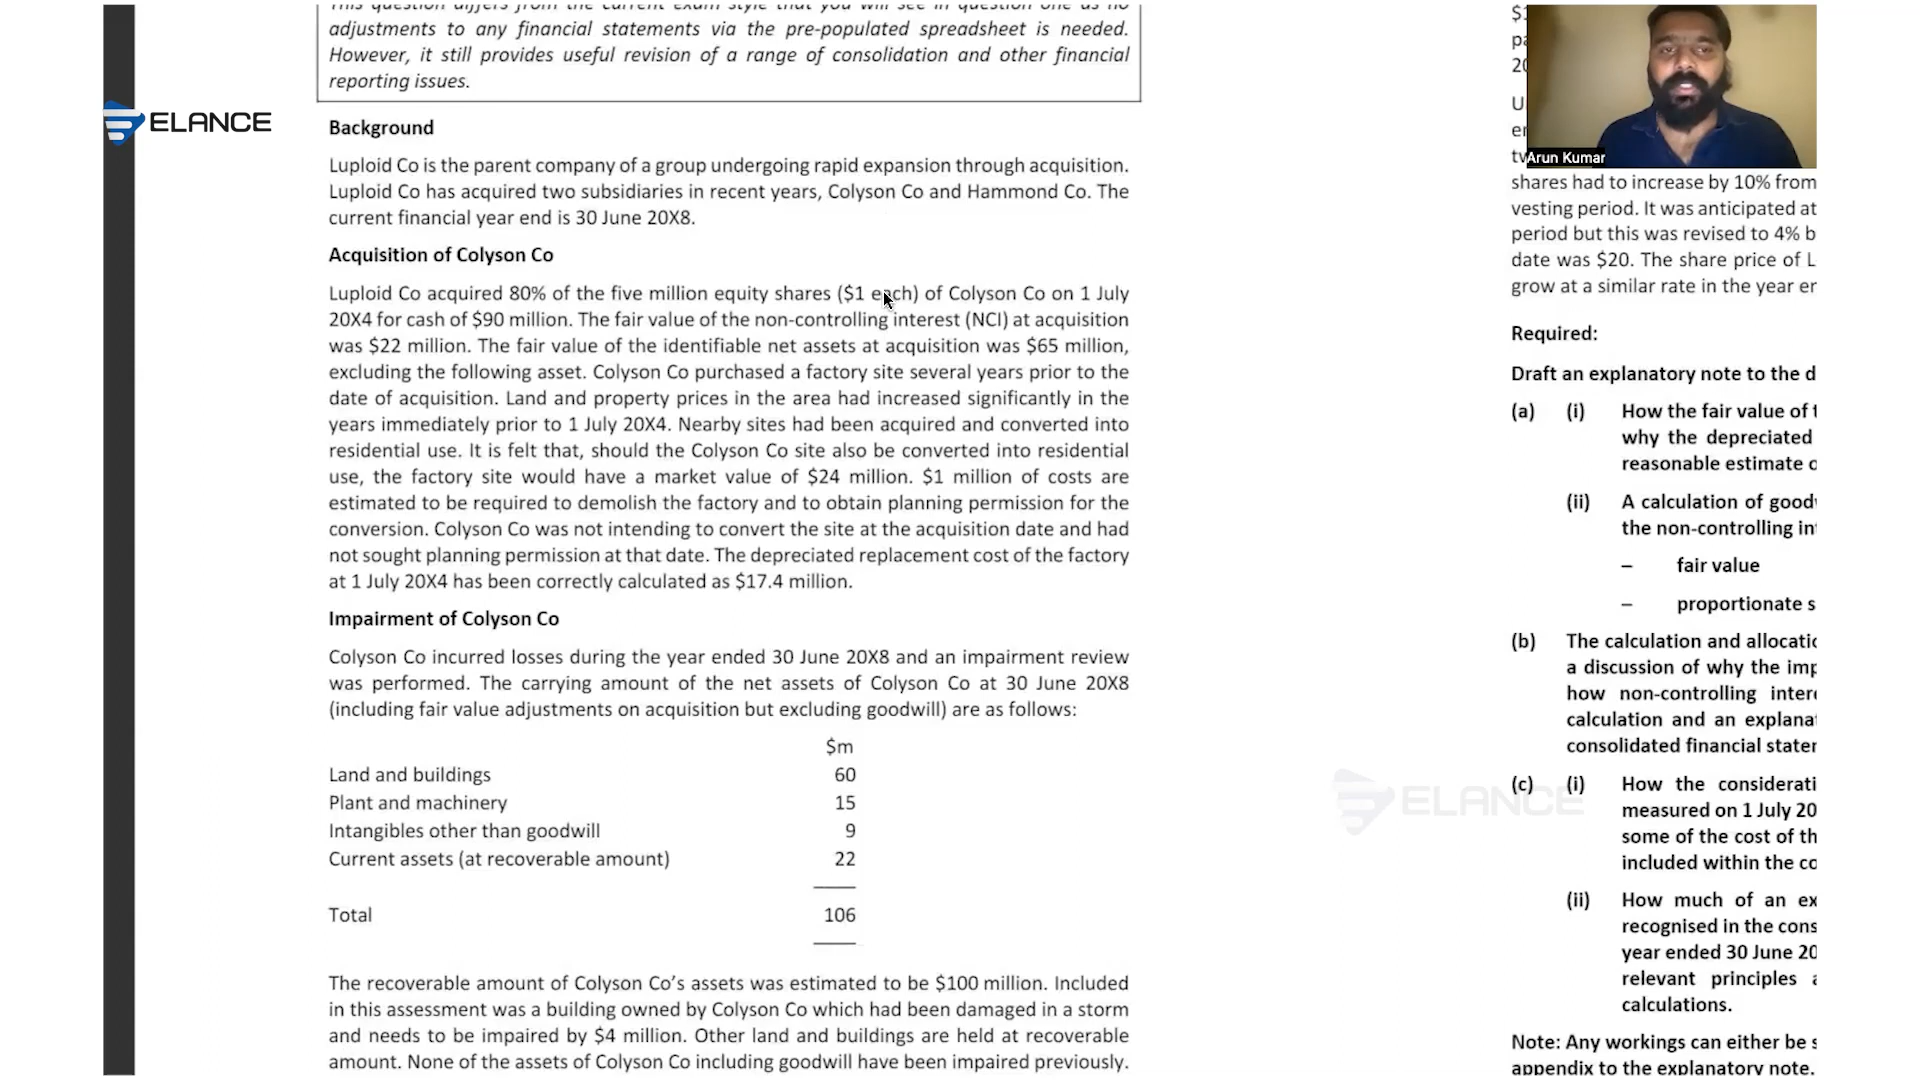 This question differs from the current exam style that you will see in question one as no
adjustments to any financial statements via the pre-populated spreadsheet is needed.
However, it still provides useful revision of a range of consolidation and other financial
reporting issues.
ELANCE
Background
Luploid Co is the parent company of a group undergoing rapid expansion through acquisition.
Luploid Co has acquired two subsidiaries in recent years, Colyson Co and Hammond Co. The
current financial year end is 30 June 20X8.
Acquisition of Colyson Co
Luploid Co acquired 80% of the five million equity shares ($1 each) of Colyson Co on 1 July
20X4 for cash of $90 million. The fair value of the non-controlling interest (NCI) at acquisition
was $22 million. The fair value of the identifiable net assets at acquisition was $65 million,
excluding the following asset. Colyson Co purchased a factory site several years prior to the
date of acquisition. Land and property prices in the area had increased significantly in the
years immediately prior to 1 July 20X4. Nearby sites had been acquired and converted into
residential use. It is felt that, should the Colyson Co site also be converted into residential
use, the factory site would have a market value of $24 million. $1 million of costs are
estimated to be required to demolish the factory and to obtain planning permission for the
conversion. Colyson Co was not intending to convert the site at the acquisition date and had
not sought planning permission at that date. The depreciated replacement cost of the factory
at 1 July 20X4 has been correctly calculated as $17.4 million.
Impairment of Colyson Co
Colyson Co incurred losses during the year ended 30 June 20X8 and an impairment review
was performed. The carrying amount of the net assets of Colyson Co at 30 June 20X8
(including fair value adjustments on acquisition but excluding goodwill) are as follows:
$m
Land and buildings 60
Plant and machinery 15
Intangibles other than goodwill 9
Current assets (at recoverable amount) 22
Total 106
The recoverable amount of Colyson Co's assets was estimated to be $100 million. Included
in this assessment was a building owned by Colyson Co which had been damaged in a storm
and needs to be impaired by $4 million. Other land and buildings are held at recoverable
amount. None of the assets of Colyson Co including goodwill have been impaired previously.
Arun Kumar
shares had to increase by 10% from
vesting period. It was anticipated at
period but this was revised to 4% b
date was $20. The share price of L
grow at a similar rate in the year er
Required:
Draft an explanatory note to the d
(a) (i) How the fair value of
why the depreciated
reasonable estimate
(ii) A calculation of
the non-controlling
– fair value
– proportionate s
(b) The calculation and
a discussion of why the
how non-controlling
calculation and an
consolidated financial
ELANCE
(c) (i) How the
measured on 1 July 20
some of the cost of
included within the
(ii) How much of an ex
recognised in the cons
year ended 30 June 20
relevant principles
calculations.
Note: Any workings can either be s
appendix to the explanatory note.